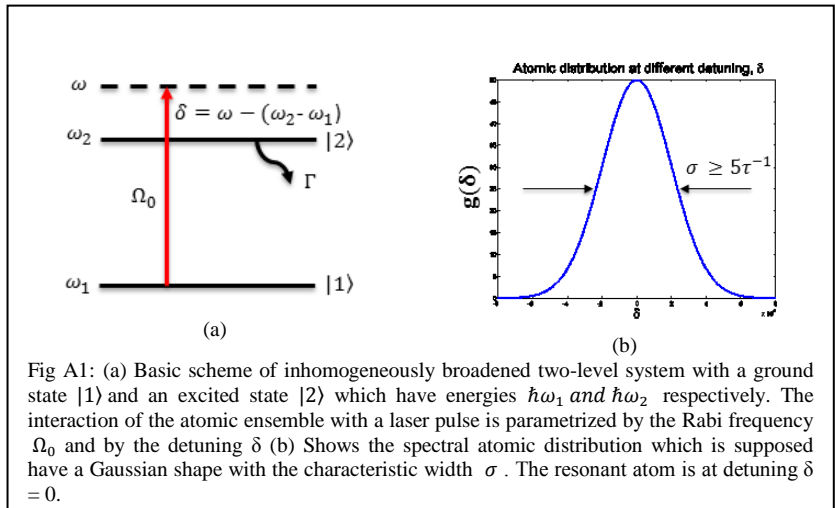 ω
δ = ω − (ω₂- ω₁)
ω₂
|2⟩
Γ
Ω₀
ω₁
|1⟩
(a)
Atomic distribution at different detuning, δ
g(δ)
σ ≥ 5τ⁻¹
(b)
Fig A1: (a) Basic scheme of inhomogeneously broadened two-level system with a ground
state |1⟩ and an excited state |2⟩ which have energies ℏω₁ and ℏω₂ respectively. The
interaction of the atomic ensemble with a laser pulse is parametrized by the Rabi frequency
Ω₀ and by the detuning δ (b) Shows the spectral atomic distribution which is supposed
have a Gaussian shape with the characteristic width σ . The resonant atom is at detuning δ
= 0.